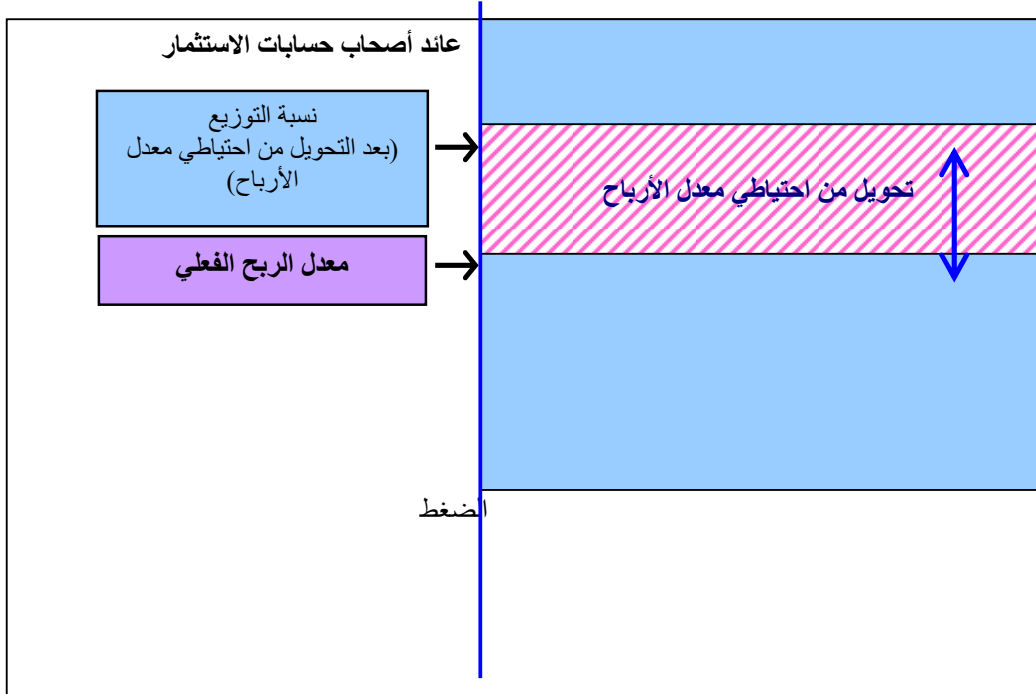 عائد أصحاب حسابات الاستثمار
نسبة التوزيع
(بعد التحويل من احتياطي معدل
الأرباح)
تحويل من احتياطي معدل الأرباح
معدل الربح الفعلي
الضغط